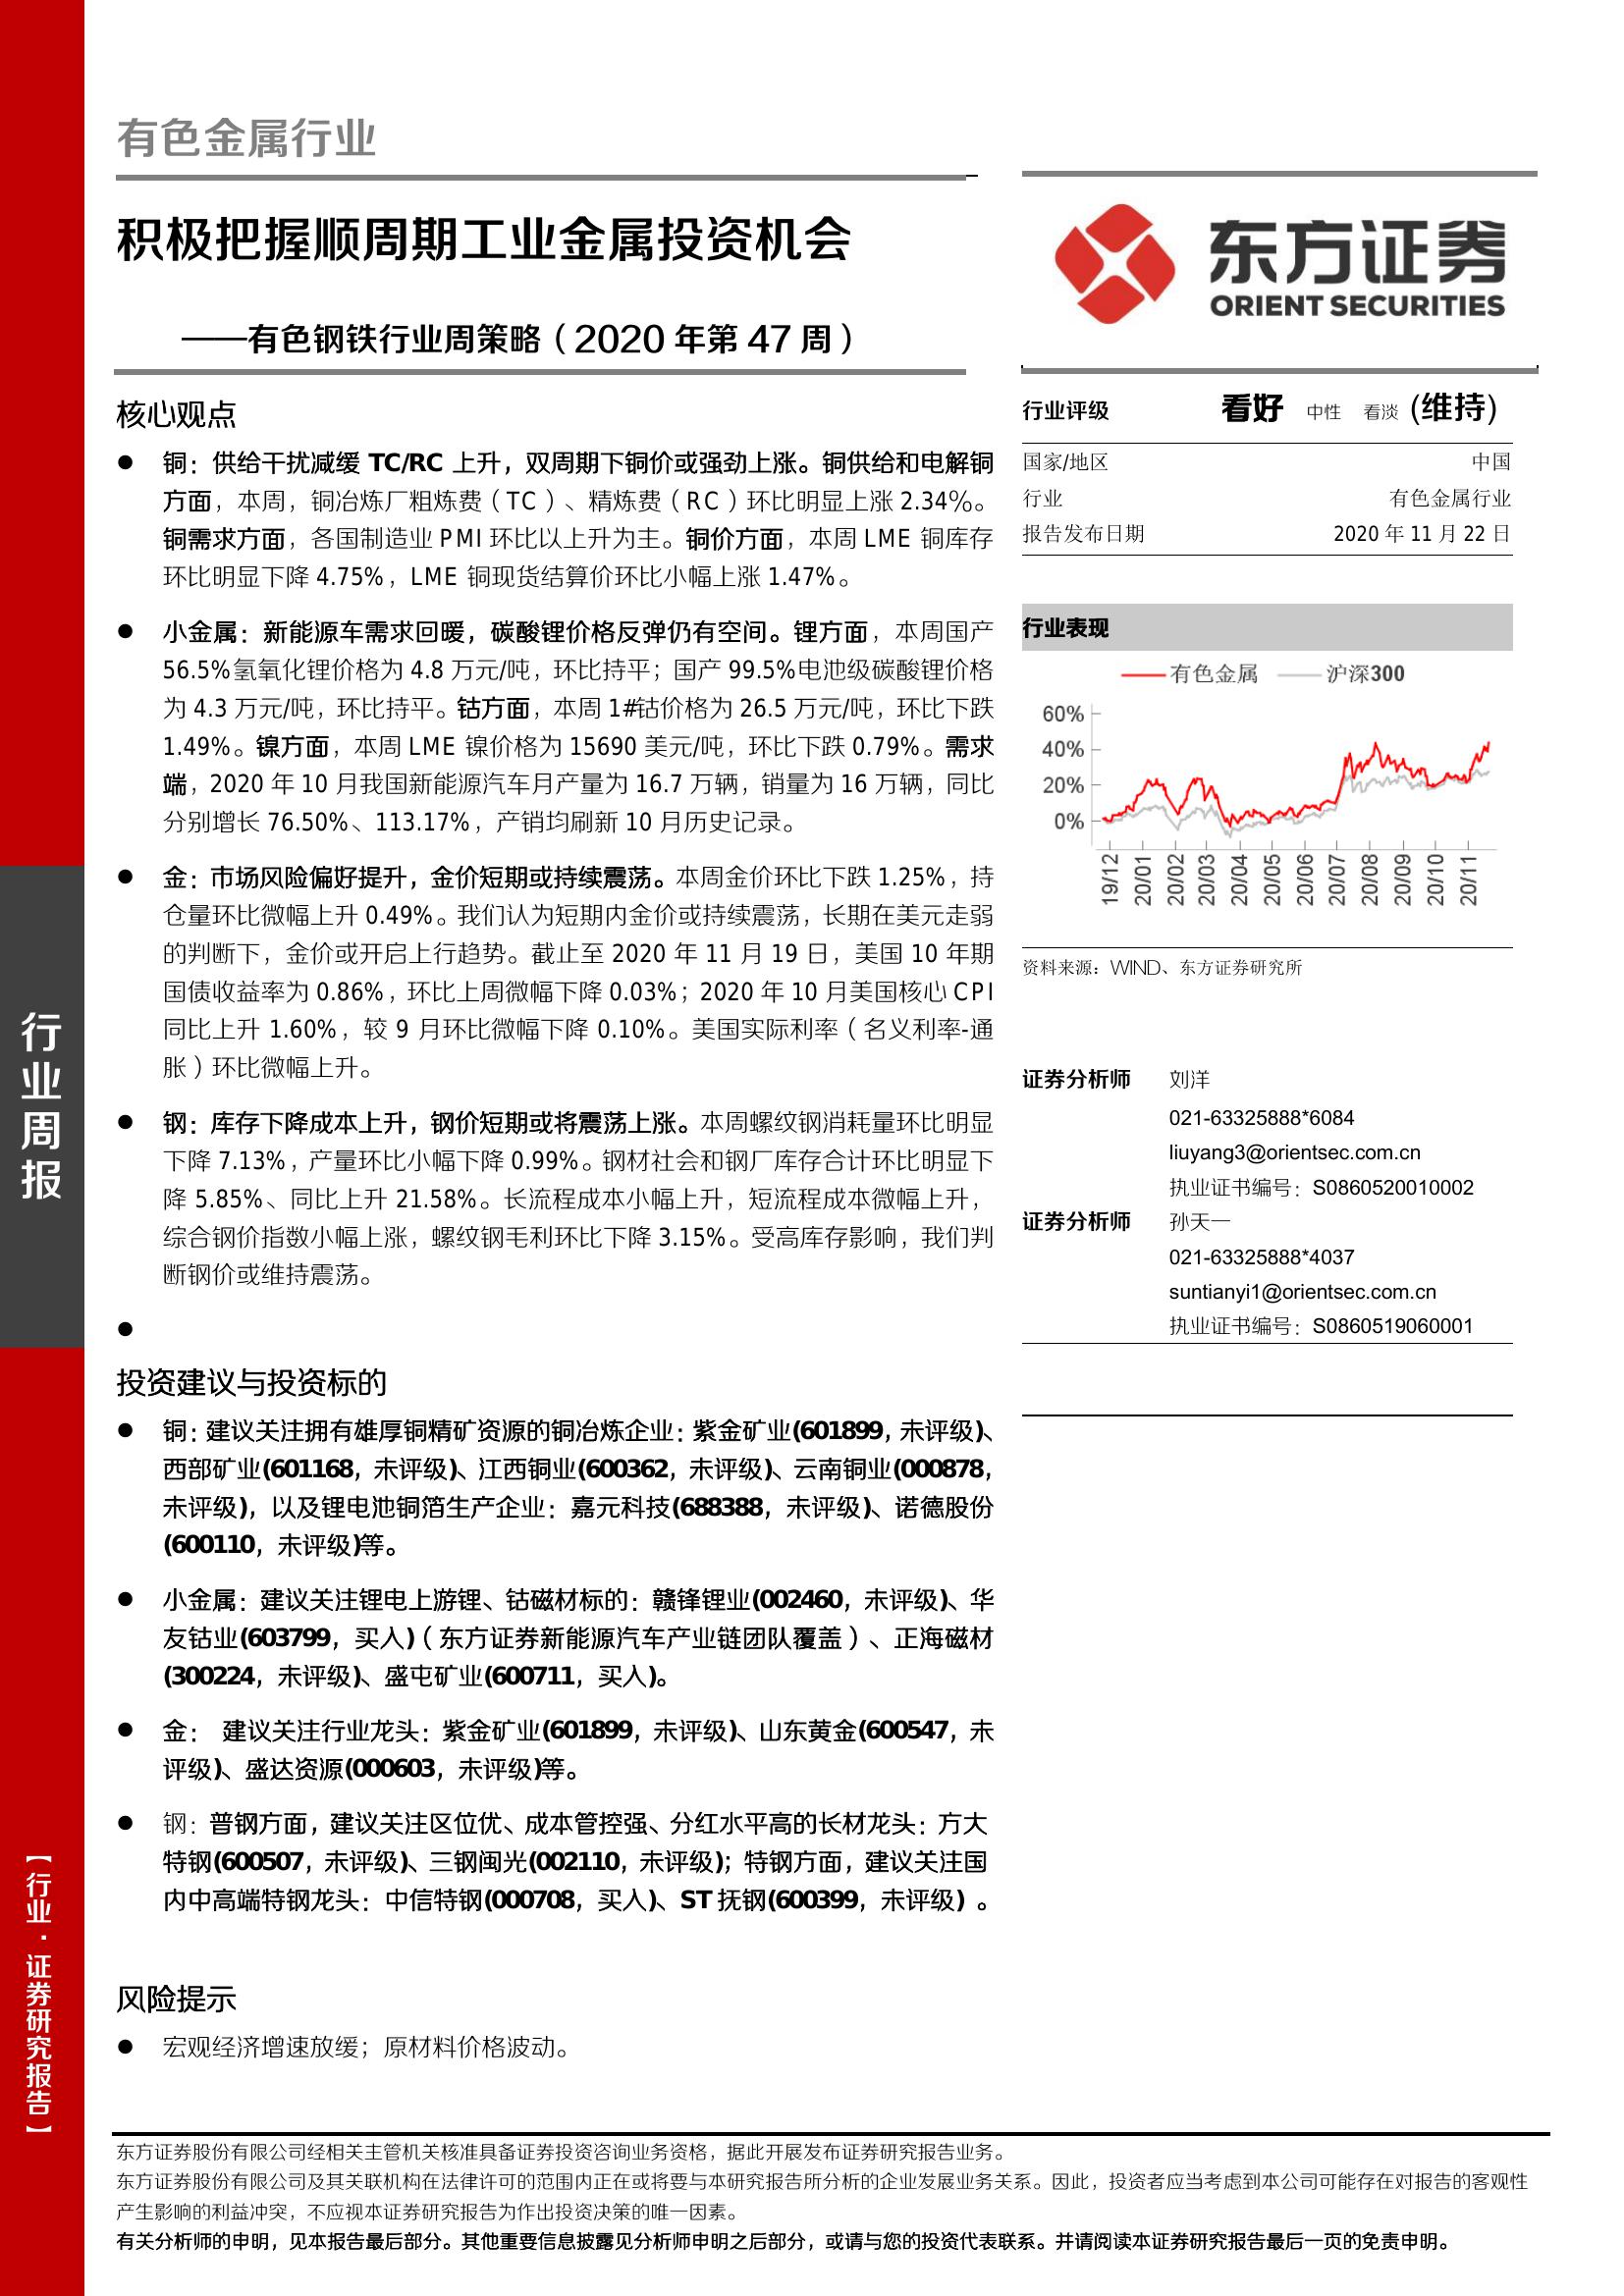 有色金属行业
积极把握顺周期工业金属投资机会
——有色钢铁行业周策略（2020 年第 47 周）
核心观点
● 铜：供给干扰减缓 TC/RC 上升，双周期下铜价或强劲上涨。铜供给和电解铜
方面，本周，铜冶炼厂粗炼费（TC）、精炼费（RC）环比明显上涨 2.34%。
铜需求方面，各国制造业 PMI 环比以上升为主。铜价方面，本周 LME 铜库存
环比明显下降 4.75%，LME 铜现货结算价环比小幅上涨 1.47%。
● 小金属：新能源车需求回暖，碳酸锂价格反弹仍有空间。锂方面，本周国产
56.5%氢氧化锂价格为 4.8 万元/吨，环比持平；国产 99.5%电池级碳酸锂价格
为 4.3 万元/吨，环比持平。钴方面，本周 1#钴价格为 26.5 万元/吨，环比下跌
1.49%。镍方面，本周 LME 镍价格为 15690 美元/吨，环比下跌 0.79%。需求
端，2020 年 10 月我国新能源汽车月产量为 16.7 万辆，销量为 16 万辆，同比
分别增长 76.50%、113.17%，产销均刷新 10 月历史记录。
● 金：市场风险偏好提升，金价短期或持续震荡。本周金价环比下跌 1.25%，持
仓量环比微幅上升 0.49%。我们认为短期内金价或持续震荡，长期在美元走弱
的判断下，金价或开启上行趋势。截止至 2020 年 11 月 19 日，美国 10 年期
国债收益率为 0.86%，环比上周微幅下降 0.03%；2020 年 10 月美国核心 CPI
同比上升 1.60%，较 9 月环比微幅下降 0.10%。美国实际利率（名义利率-通
胀）环比微幅上升。
● 钢：库存下降成本上升，钢价短期或将震荡上涨。本周螺纹钢消耗量环比明显
下降 7.13%，产量环比小幅下降 0.99%。钢材社会和钢厂库存合计环比明显下
降 5.85%、同比上升 21.58%。长流程成本小幅上升，短流程成本微幅上升，
综合钢价指数小幅上涨，螺纹钢毛利环比下降 3.15%。受高库存影响，我们判
断钢价或维持震荡。
●
投资建议与投资标的
● 铜：建议关注拥有雄厚铜精矿资源的铜冶炼企业：紫金矿业(601899，未评级)、
西部矿业(601168，未评级)、江西铜业(600362，未评级)、云南铜业(000878，
未评级)，以及锂电池铜箔生产企业：嘉元科技(688388，未评级)、诺德股份
(600110，未评级)等。
● 小金属：建议关注锂电上游锂、钴磁材标的：赣锋锂业(002460，未评级)、华
友钴业(603799，买入)（东方证券新能源汽车产业链团队覆盖）、正海磁材
(300224，未评级)、盛屯矿业(600711，买入)。
● 金： 建议关注行业龙头：紫金矿业(601899，未评级)、山东黄金(600547，未
评级)、盛达资源(000603，未评级)等。
● 钢：普钢方面，建议关注区位优、成本管控强、分红水平高的长材龙头：方大
特钢(600507，未评级)、三钢闽光(002110，未评级)；特钢方面，建议关注国
内中高端特钢龙头：中信特钢(000708，买入)、ST 抚钢(600399，未评级) 。
风险提示
● 宏观经济增速放缓；原材料价格波动。
东方证券
ORIENT SECURITIES
行业评级 看好 中性 看淡 (维持)
国家/地区 中国
行业 有色金属行业
报告发布日期 2020 年 11 月 22 日
行业表现
有色金属 沪深300
60%
40%
20%
0%
19/12 20/01 20/02 20/03 20/04 20/05 20/06 20/07 20/08 20/09 20/10 20/11
资料来源：WIND、东方证券研究所
证券分析师 刘洋
021-63325888*6084
liuyang3@orientsec.com.cn
执业证书编号：S0860520010002
证券分析师 孙天一
021-63325888*4037
suntianyi1@orientsec.com.cn
执业证书编号：S0860519060001
行业周报
【行业·证券研究报告】
东方证券股份有限公司经相关主管机关核准具备证券投资咨询业务资格，据此开展发布证券研究报告业务。
东方证券股份有限公司及其关联机构在法律许可的范围内正在或将要与本研究报告所分析的企业发展业务关系。因此，投资者应当考虑到本公司可能存在对报告的客观性
产生影响的利益冲突，不应视本证券研究报告为作出投资决策的唯一因素。
有关分析师的申明，见本报告最后部分。其他重要信息披露见分析师申明之后部分，或请与您的投资代表联系。并请阅读本证券研究报告最后一页的免责申明。